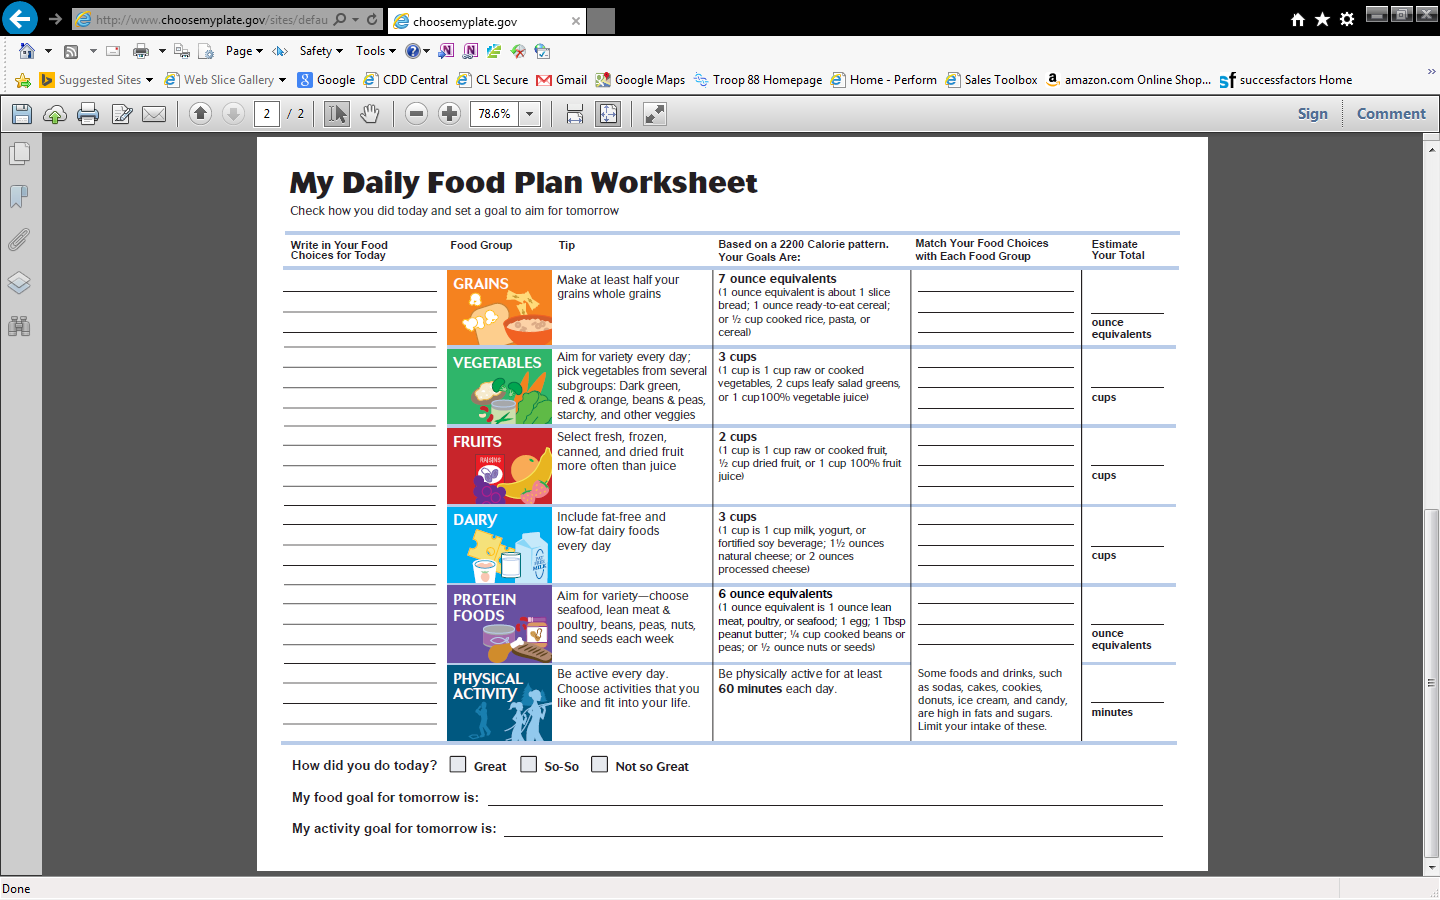 http://www.choosemyplate.gov/sites/defau
choosemyplate.gov
Page
Safety
Tools
Suggested Sites
Web Slice Gallery
Google
CDD Central
CL Secure
Gmail
Google Maps
Troop 88 Homepage
Home - Perform
Sales Toolbox
amazon.com Online Shop...
successfactors Home
2 / 2
78.6%
Sign
Comment
My Daily Food Plan Worksheet
Check how you did today and set a goal to aim for tomorrow
Write in Your Food
Choices for Today
Food Group
Tip
Based on a 2200 Calorie pattern.
Your Goals Are:
Match Your Food Choices
with Each Food Group
Estimate
Your Total
GRAINS
Make at least half your
grains whole grains
7 ounce equivalents
(1 ounce equivalent is about 1 slice
bread; 1 ounce ready-to-eat cereal;
or ½ cup cooked rice, pasta, or
cereal)
ounce
equivalents
VEGETABLES
Aim for variety every day;
pick vegetables from several
subgroups: Dark green,
red & orange, beans & peas,
starchy, and other veggies
3 cups
(1 cup is 1 cup raw or cooked
vegetables, 2 cups leafy salad greens,
or 1 cup100% vegetable juice)
cups
FRUITS
RAISINS
Select fresh, frozen,
canned, and dried fruit
more often than juice
2 cups
(1 cup is 1 cup raw or cooked fruit,
½ cup dried fruit, or 1 cup 100% fruit
juice)
cups
DAIRY
FAT
FREE
MILK
Include fat-free and
low-fat dairy foods
every day
3 cups
(1 cup is 1 cup milk, yogurt, or
fortified soy beverage; 1½ ounces
natural cheese; or 2 ounces
processed cheese)
cups
PROTEIN
FOODS
Aim for variety—choose
seafood, lean meat &
poultry, beans, peas, nuts,
and seeds each week
6 ounce equivalents
(1 ounce equivalent is 1 ounce lean
meat, poultry, or seafood; 1 egg; 1 Tbsp
peanut butter; ¼ cup cooked beans or
peas; or ½ ounce nuts or seeds)
ounce
equivalents
PHYSICAL
ACTIVITY
Be active every day.
Choose activities that you
like and fit into your life.
Be physically active for at least
60 minutes each day.
Some foods and drinks, such
as sodas, cakes, cookies,
donuts, ice cream, and candy,
are high in fats and sugars.
Limit your intake of these.
minutes
How did you do today?
Great
So-So
Not so Great
My food goal for tomorrow is:
My activity goal for tomorrow is:
Done